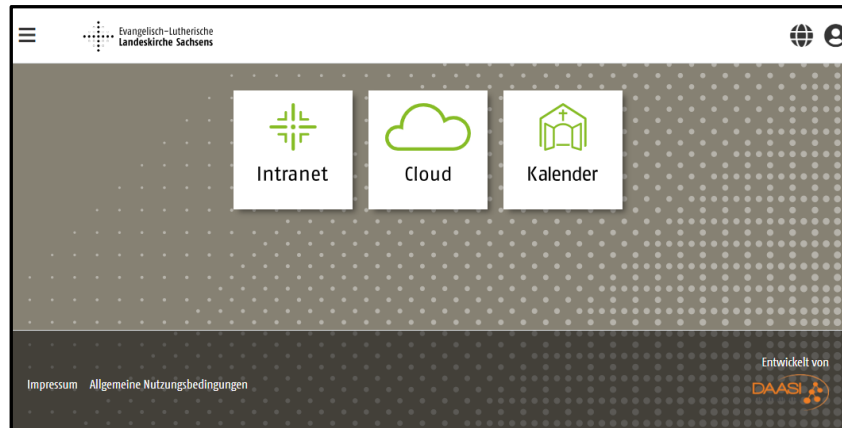 Evangelisch-Lutherische
Landeskirche Sachsens
Intranet
Cloud
Kalender
Entwickelt von
Impressum Allgemeine Nutzungsbedingungen
DAASI